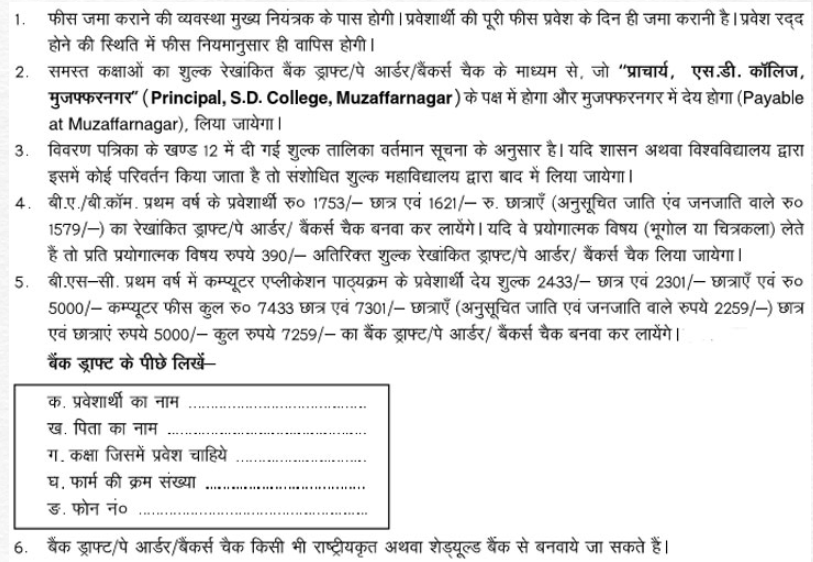 1. फीस जमा कराने की व्यवस्था मुख्य नियंत्रक के पास होगी। प्रवेशार्थी की पूरी फीस प्रवेश के दिन ही जमा करानी है। प्रवेश रद्द
होने की स्थिति में फीस नियमानुसार ही वापिस होगी।
2. समस्त कक्षाओं का शुल्क रेखांकित बैंक ड्राफ्ट/पे आर्डर/बैंकर्स चैक के माध्यम से, जो "प्राचार्य, एस.डी. कॉलिज,
मुजफ्फरनगर" (Principal, S.D. College, Muzaffarnagar) के पक्ष में होगा और मुजफ्फरनगर में देय होगा (Payable
at Muzaffarnagar), लिया जायेगा।
3. विवरण पत्रिका के खण्ड 12 में दी गई शुल्क तालिका वर्तमान सूचना के अनुसार है। यदि शासन अथवा विश्वविद्यालय द्वारा
इसमें कोई परिवर्तन किया जाता है तो संशोधित शुल्क महाविद्यालय द्वारा बाद में लिया जायेगा।
4. बी.ए./बी.कॉम. प्रथम वर्ष के प्रवेशार्थी रु० 1753/– छात्र एवं 1621/– रु. छात्राएँ (अनुसूचित जाति एंव जनजाति वाले रु०
1579/–) का रेखांकित ड्राफ्ट/पे आर्डर/ बैंकर्स चैक बनवा कर लायेंगे। यदि वे प्रयोगात्मक विषय (भूगोल या चित्रकला) लेते
हैं तो प्रति प्रयोगात्मक विषय रुपये 390/– अतिरिक्त शुल्क रेखांकित ड्राफ्ट/पे आर्डर/ बैंकर्स चैक लिया जायेगा।
5. बी.एस–सी. प्रथम वर्ष में कम्प्यूटर एप्लीकेशन पाठ्यक्रम के प्रवेशार्थी देय शुल्क 2433/– छात्र एवं 2301/– छात्राएँ एवं रु०
5000/– कम्प्यूटर फीस कुल रु० 7433 छात्र एवं 7301/– छात्राएँ (अनुसूचित जाति एवं जनजाति वाले रुपये 2259/–) छात्र
एवं छात्राएं रुपये 5000/– कुल रुपये 7259/– का बैंक ड्राफ्ट/पे आर्डर/ बैंकर्स चैक बनवा कर लायेंगे।
बैंक ड्राफ्ट के पीछे लिखें–
क. प्रवेशार्थी का नाम ........................................
ख. पिता का नाम ........................................
ग. कक्षा जिसमें प्रवेश चाहिये ..........................
घ. फार्म की क्रम संख्या ................................
ङ. फोन नं० ..............................................
6. बैंक ड्राफ्ट/पे आर्डर/बैंकर्स चैक किसी भी राष्ट्रीयकृत अथवा शेड्यूल्ड बैंक से बनवाये जा सकते हैं।